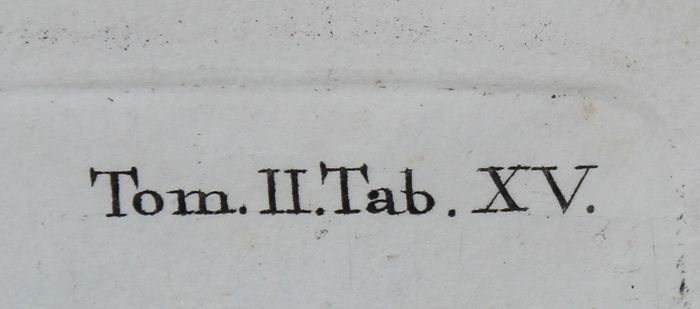 Tom. II. Tab. XV.